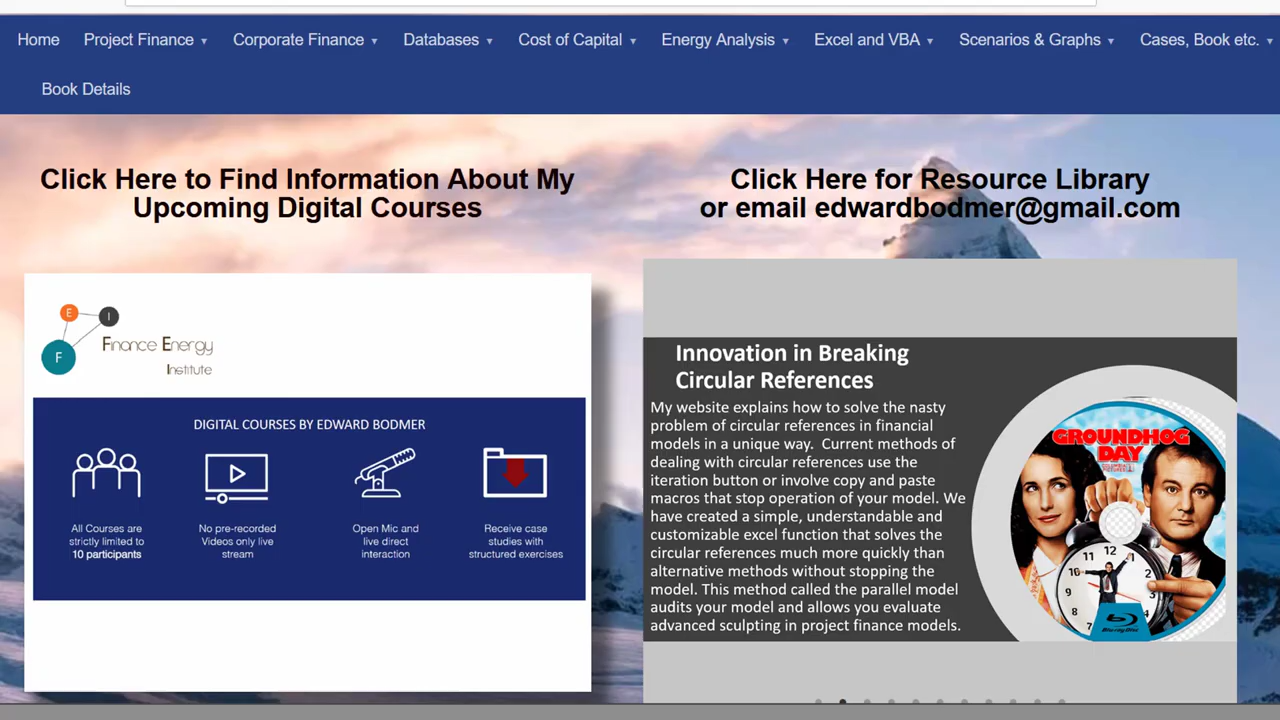 Home Project Finance Corporate Finance Databases Cost of Capital Energy Analysis Excel and VBA Scenarios & Graphs Cases, Book etc.
Book Details
Click Here to Find Information About My
Upcoming Digital Courses
Click Here for Resource Library
or email edwardbodmer@gmail.com
E I
F
Finance Energy
Institute
DIGITAL COURSES BY EDWARD BODMER
All Courses are
strictly limited to
10 participants
No pre-recorded
Videos only live
stream
Open Mic and
live direct
interaction
Receive case
studies with
structured exercises
Innovation in Breaking
Circular References
My website explains how to solve the nasty
problem of circular references in financial
models in a unique way. Current methods of
dealing with circular references use the
iteration button or involve copy and paste
macros that stop operation of your model. We
have created a simple, understandable and
customizable excel function that solves the
circular references much more quickly than
alternative methods without stopping the
model. This method called the parallel model
audits your model and allows you evaluate
advanced sculpting in project finance models.
GROUNDHOG
DAY
11 12 1
10 2
9
8
7
Blu-ray Disc